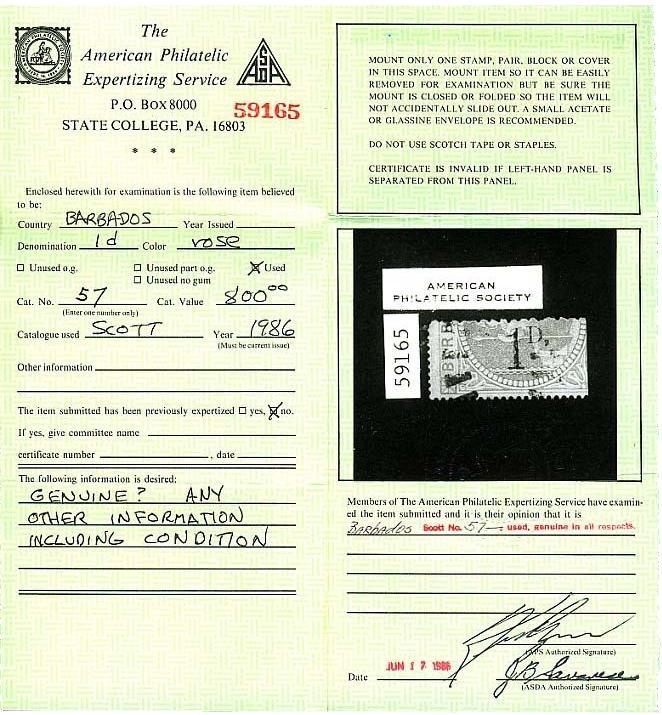 The
American Philatelic
Expertizing Service
P.O. BOX 8000
59165
STATE COLLEGE, PA. 16803
* * *
Enclosed herewith for examination is the following item believed
to be:
Country BARBADOS Year Issued
Denomination 1d Color rose
☐ Unused o.g. ☐ Unused part o.g. ☒ Used
☐ Unused no gum
Cat. No. 57 Cat. Value 800⁰⁰
(Enter one number only)
Catalogue used SCOTT Year 1986
(Must be current issue)
Other information
The item submitted has been previously expertized ☐ yes, ☒ no.
If yes, give committee name
certificate number , date
The following information is desired:
GENUINE? ANY
OTHER INFORMATION
INCLUDING CONDITION
MOUNT ONLY ONE STAMP, PAIR, BLOCK OR COVER
IN THIS SPACE. MOUNT ITEM SO IT CAN BE EASILY
REMOVED FOR EXAMINATION BUT BE SURE THE
MOUNT IS CLOSED OR FOLDED SO THE ITEM WILL
NOT ACCIDENTALLY SLIDE OUT. A SMALL ACETATE
OR GLASSINE ENVELOPE IS RECOMMENDED.
DO NOT USE SCOTCH TAPE OR STAPLES.
CERTIFICATE IS INVALID IF LEFT-HAND PANEL IS
SEPARATED FROM THIS PANEL.
AMERICAN
PHILATELIC SOCIETY
59165
1 D.
Members of The American Philatelic Expertizing Service have examin-
ed the item submitted and it is their opinion that it is
BARBADOS Scott No. 57 used, genuine in all respects.
(APS Authorized Signature)
Date JUN 17 1986
(ASDA Authorized Signature)